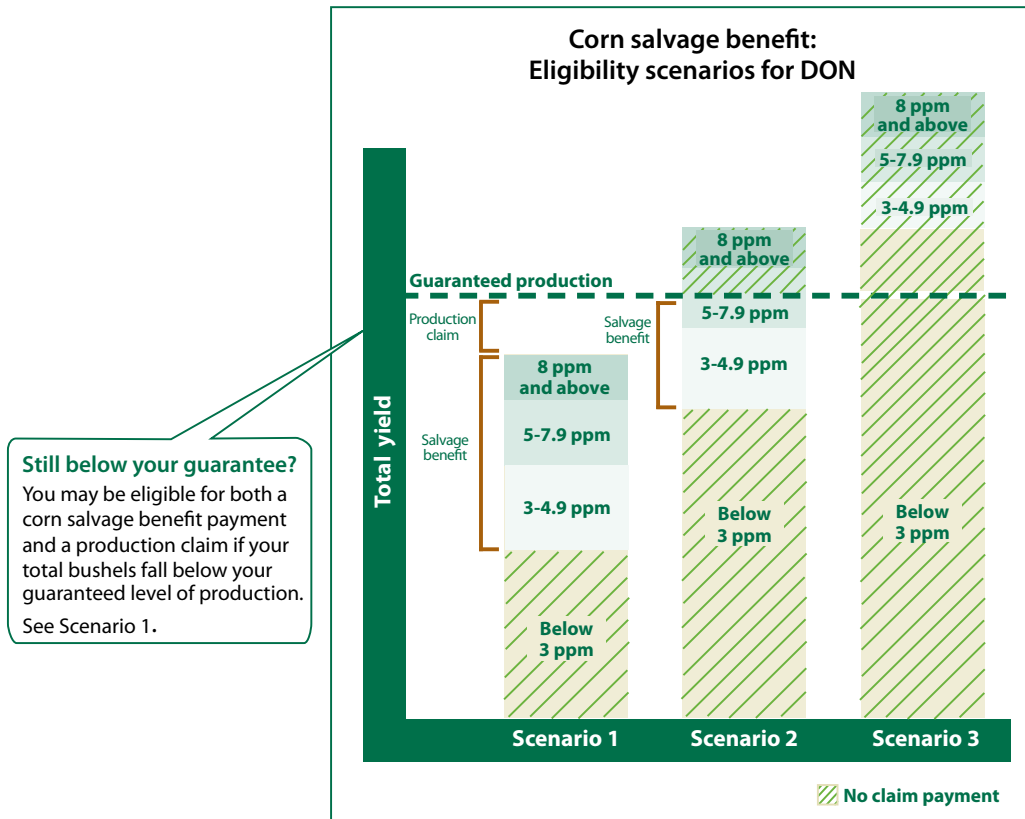 Corn salvage benefit:
Eligibility scenarios for DON
8 ppm
and above
5-7.9 ppm
3-4.9 ppm
8 ppm
and above
Guaranteed production
Production
claim
Salvage
benefit
5-7.9 ppm
3-4.9 ppm
8 ppm
and above
Salvage
benefit
5-7.9 ppm
3-4.9 ppm
Total yield
Still below your guarantee?
You may be eligible for both a
corn salvage benefit payment
and a production claim if your
total bushels fall below your
guaranteed level of production.
See Scenario 1.
Below
3 ppm
Below
3 ppm
Below
3 ppm
Scenario 1
Scenario 2
Scenario 3
No claim payment